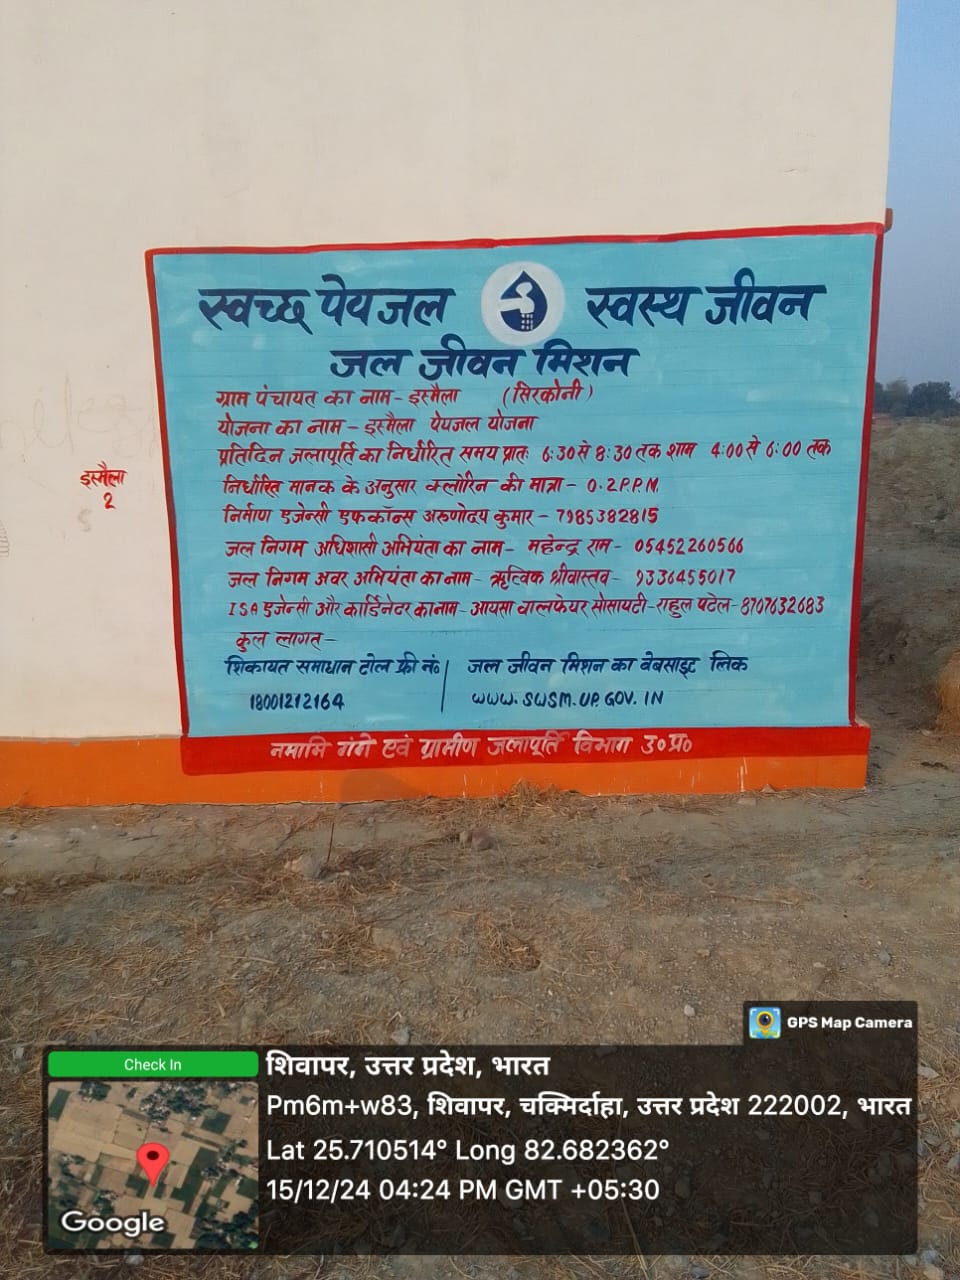 स्वच्छ पेयजल स्वस्थ जीवन
जल जीवन मिशन
ग्राम पंचायत का नाम- इस्मैला (सिरकोनी)
योजना का नाम- इस्मैला पेयजल योजना
प्रतिदिन जलापूर्ति का निर्धारित समय प्रातः 6:30 से 8:30 तक शाम 4:00 से 6:00 तक
निर्धारित मानक के अनुसार क्लोरिन की मात्रा- 0.2P.P.M.
निर्माण एजेन्सी एफकॉन्स अरुणोदय कुमार- 7985382815
जल निगम अधिशासी अभियंता का नाम- महेन्द्र राम- 05452260566
जल निगम अवर अभियंता का नाम- ऋत्विक श्रीवास्तव- 9336455017
ISA एजेन्सी और कार्डिनेटर का नाम- आयसा वालफेयर सोसायटी-राहुल पटेल-8707632683
कुल लागत-
शिकायत समाधान टोल फ्री नं० जल जीवन मिशन का वेबसाइट लिंक
18001212164 WWW.SWSM.UP.GOV.IN
नमामि गंगे एवं ग्रामीण जलापूर्ति विभाग उ०प्र०
इस्मैला
2
GPS Map Camera
Check In
शिवापर, उत्तर प्रदेश, भारत
Pm6m+w83, शिवापर, चक्मिर्दाहा, उत्तर प्रदेश 222002, भारत
Lat 25.710514° Long 82.682362°
15/12/24 04:24 PM GMT +05:30
Google